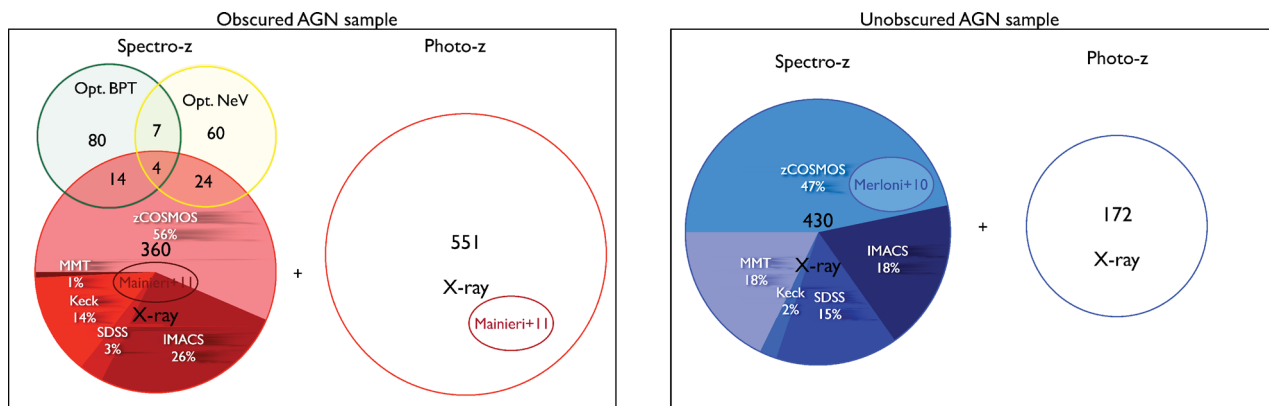 Obscured AGN sample
Spectro-z
Photo-z
Opt. BPT
Opt. NeV
80
7
60
14
4
24
zCOSMOS
56%
360
MMT
1%
Mainieri+11
Keck
14%
X-ray
SDSS
3%
IMACS
26%
+
551
X-ray
Mainieri+11
Unobscured AGN sample
Spectro-z
Photo-z
zCOSMOS
47%
Merloni+10
430
IMACS
18%
MMT
18%
X-ray
Keck
2%
SDSS
15%
+
172
X-ray